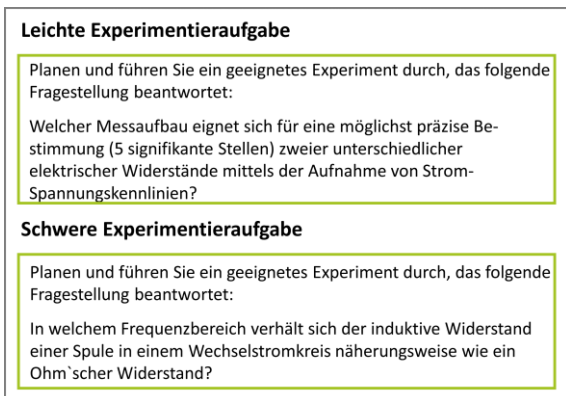 Leichte Experimentieraufgabe
Planen und führen Sie ein geeignetes Experiment durch, das folgende
Fragestellung beantwortet:
Welcher Messaufbau eignet sich für eine möglichst präzise Be-
stimmung (5 signifikante Stellen) zweier unterschiedlicher
elektrischer Widerstände mittels der Aufnahme von Strom-
Spannungskennlinien?
Schwere Experimentieraufgabe
Planen und führen Sie ein geeignetes Experiment durch, das folgende
Fragestellung beantwortet:
In welchem Frequenzbereich verhält sich der induktive Widerstand
einer Spule in einem Wechselstromkreis näherungsweise wie ein
Ohm`scher Widerstand?